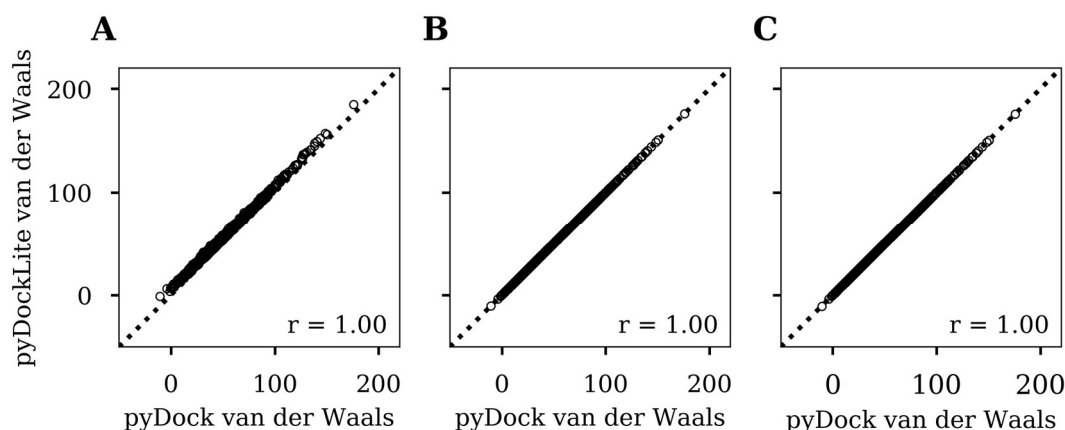 A
B
C
pyDockLite van der Waals
200
100
0
r = 1.00
r = 1.00
r = 1.00
0
100
200
0
100
200
0
100
200
pyDock van der Waals
pyDock van der Waals
pyDock van der Waals